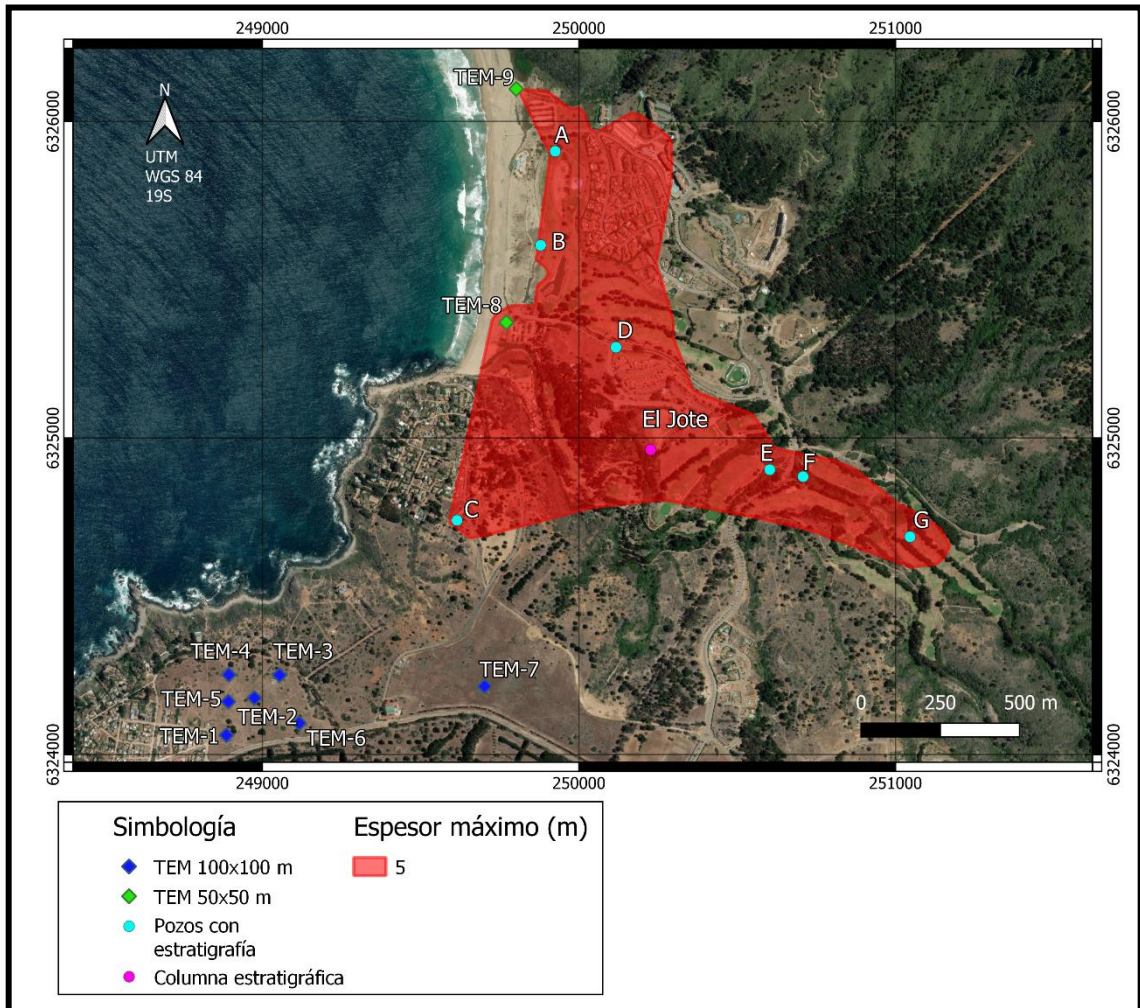 249000
250000
251000
TEM-9
N
6326000
6326000
A
UTM
WGS 84
19S
B
TEM-8
D
El Jote
6325000
6325000
E
F
C
G
TEM-4
TEM-3
TEM-7
TEM-5
0
250
500 m
TEM-2
TEM-1
TEM-6
6324000
6324000
249000
250000
251000
Simbología
Espesor máximo (m)
TEM 100x100 m
5
TEM 50x50 m
Pozos con
estratigrafía
Columna estratigráfica